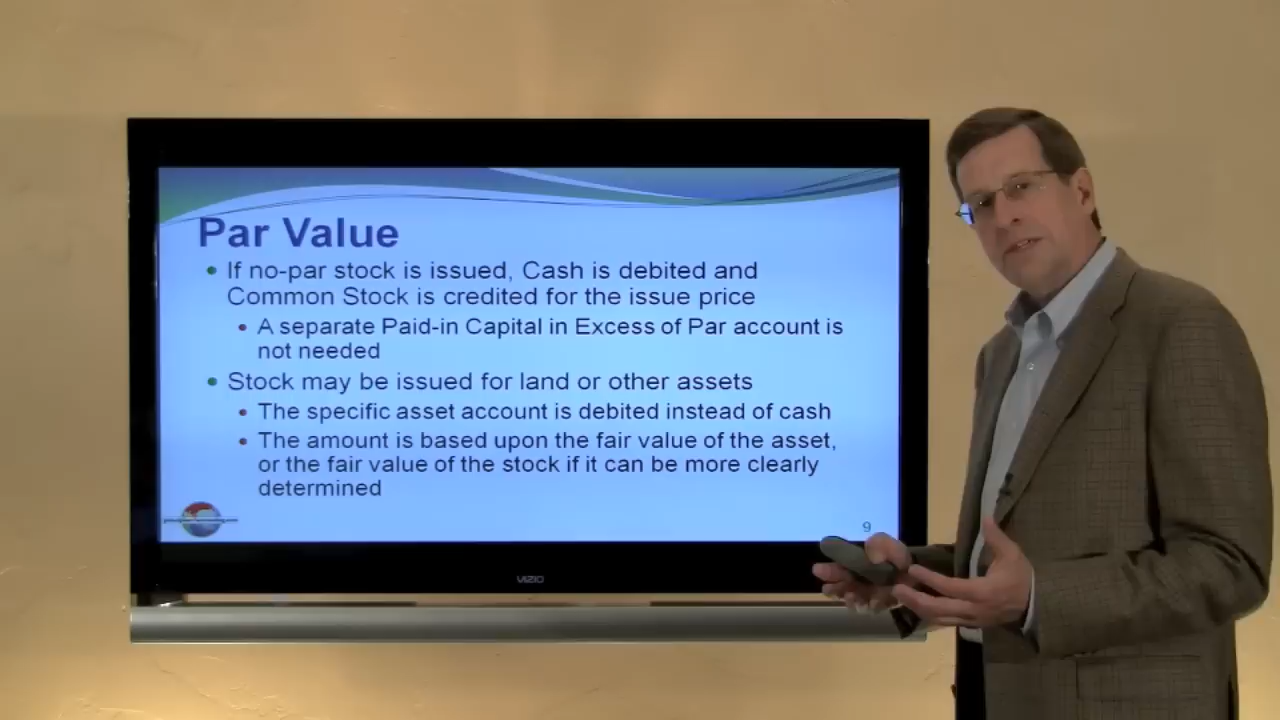 Par Value
• If no-par stock is issued, Cash is debited and
Common Stock is credited for the issue price
• A separate Paid-in Capital in Excess of Par account is
not needed
• Stock may be issued for land or other assets
• The specific asset account is debited instead of cash
• The amount is based upon the fair value of the asset,
or the fair value of the stock if it can be more clearly
determined
9
VIZIO